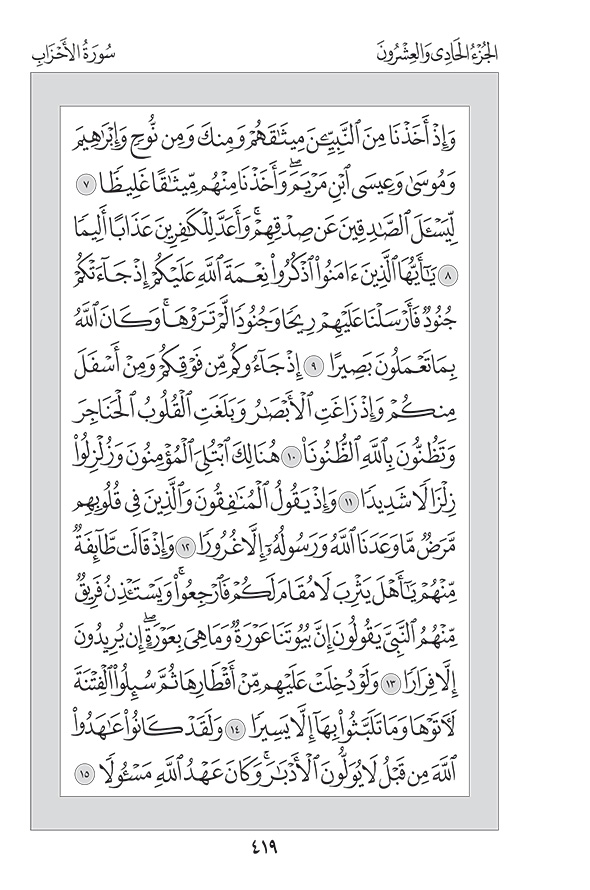 الجُزْءُ الحَادِى وَالعِشْرُونَ
سُورَةُ الأَحْزَابِ
وَإِذْ أَخَذْنَا مِنَ ٱلنَّبِيِّـۧنَ مِيثَـٰقَهُمْ وَمِنكَ وَمِن نُّوحٍ وَإِبْرَٰهِيمَ
وَمُوسَىٰ وَعِيسَى ٱبْنِ مَرْيَمَ ۖ وَأَخَذْنَا مِنْهُم مِّيثَـٰقًا غَلِيظًا ٧
لِّيَسْـَٔلَ ٱلصَّـٰدِقِينَ عَن صِدْقِهِمْ ۚ وَأَعَدَّ لِلْكَـٰفِرِينَ عَذَابًا أَلِيمًا
٨ يَـٰٓأَيُّهَا ٱلَّذِينَ ءَامَنُوا۟ ٱذْكُرُوا۟ نِعْمَةَ ٱللَّهِ عَلَيْكُمْ إِذْ جَآءَتْكُمْ
جُنُودٌ فَأَرْسَلْنَا عَلَيْهِمْ رِيحًا وَجُنُودًا لَّمْ تَرَوْهَا ۚ وَكَانَ ٱللَّهُ
بِمَا تَعْمَلُونَ بَصِيرًا ٩ إِذْ جَآءُوكُم مِّن فَوْقِكُمْ وَمِنْ أَسْفَلَ
مِنكُمْ وَإِذْ زَاغَتِ ٱلْأَبْصَـٰرُ وَبَلَغَتِ ٱلْقُلُوبُ ٱلْحَنَاجِرَ
وَتَظُنُّونَ بِٱللَّهِ ٱلظُّنُونَا۠ ١٠ هُنَالِكَ ٱبْتُلِىَ ٱلْمُؤْمِنُونَ وَزُلْزِلُوا۟
زِلْزَالًا شَدِيدًا ١١ وَإِذْ يَقُولُ ٱلْمُنَـٰفِقُونَ وَٱلَّذِينَ فِى قُلُوبِهِم
مَّرَضٌ مَّا وَعَدَنَا ٱللَّهُ وَرَسُولُهُۥٓ إِلَّا غُرُورًا ١٢ وَإِذْ قَالَت طَّآئِفَةٌ
مِّنْهُمْ يَـٰٓأَهْلَ يَثْرِبَ لَا مُقَامَ لَكُمْ فَٱرْجِعُوا۟ ۚ وَيَسْتَـْٔذِنُ فَرِيقٌ
مِّنْهُمُ ٱلنَّبِىَّ يَقُولُونَ إِنَّ بُيُوتَنَا عَوْرَةٌ وَمَا هِىَ بِعَوْرَةٍ ۖ إِن يُرِيدُونَ
إِلَّا فِرَارًا ١٣ وَلَوْ دُخِلَتْ عَلَيْهِم مِّنْ أَقْطَارِهَا ثُمَّ سُئِلُوا۟ ٱلْفِتْنَةَ
لَـَٔاتَوْهَا وَمَا تَلَبَّثُوا۟ بِهَآ إِلَّا يَسِيرًا ١٤ وَلَقَدْ كَانُوا۟ عَـٰهَدُوا۟
ٱللَّهَ مِن قَبْلُ لَا يُوَلُّونَ ٱلْأَدْبَـٰرَ ۚ وَكَانَ عَهْدُ ٱللَّهِ مَسْـُٔولًا ١٥
٤١٩